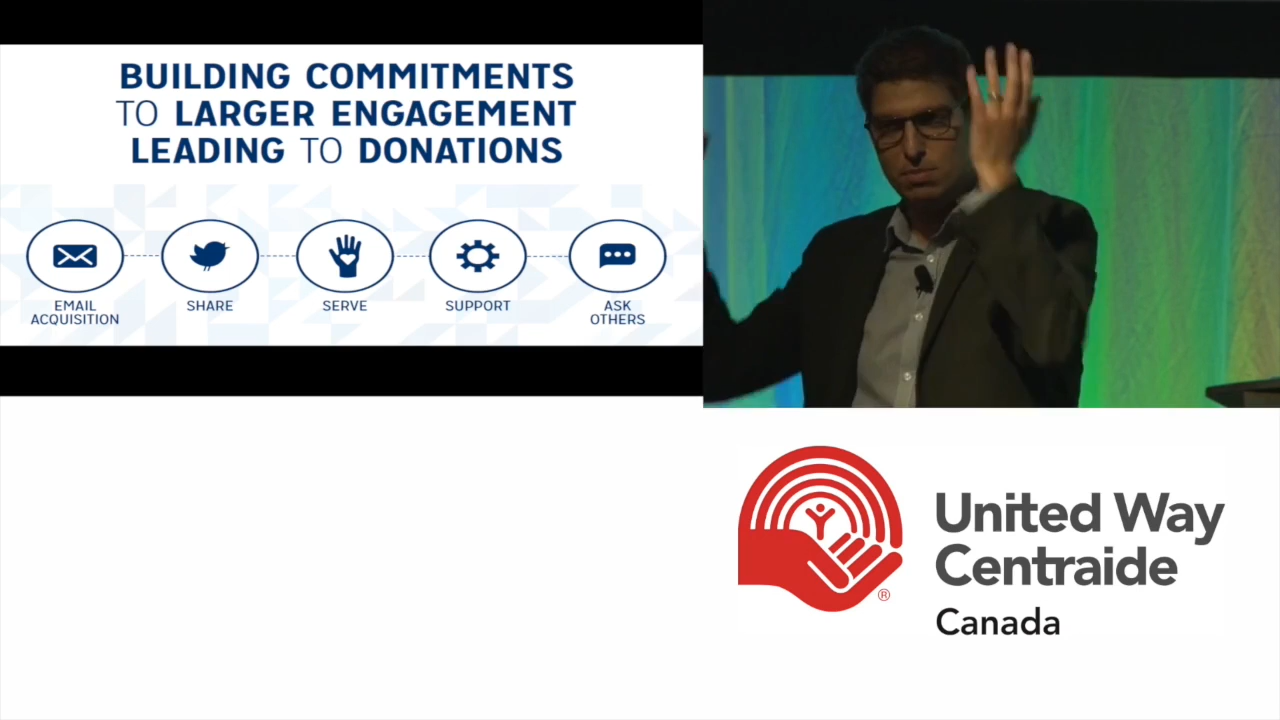 BUILDING COMMITMENTS
TO LARGER ENGAGEMENT
LEADING TO DONATIONS
EMAIL
ACQUISITION
SHARE
SERVE
SUPPORT
ASK
OTHERS
United Way
Centraide
Canada
®